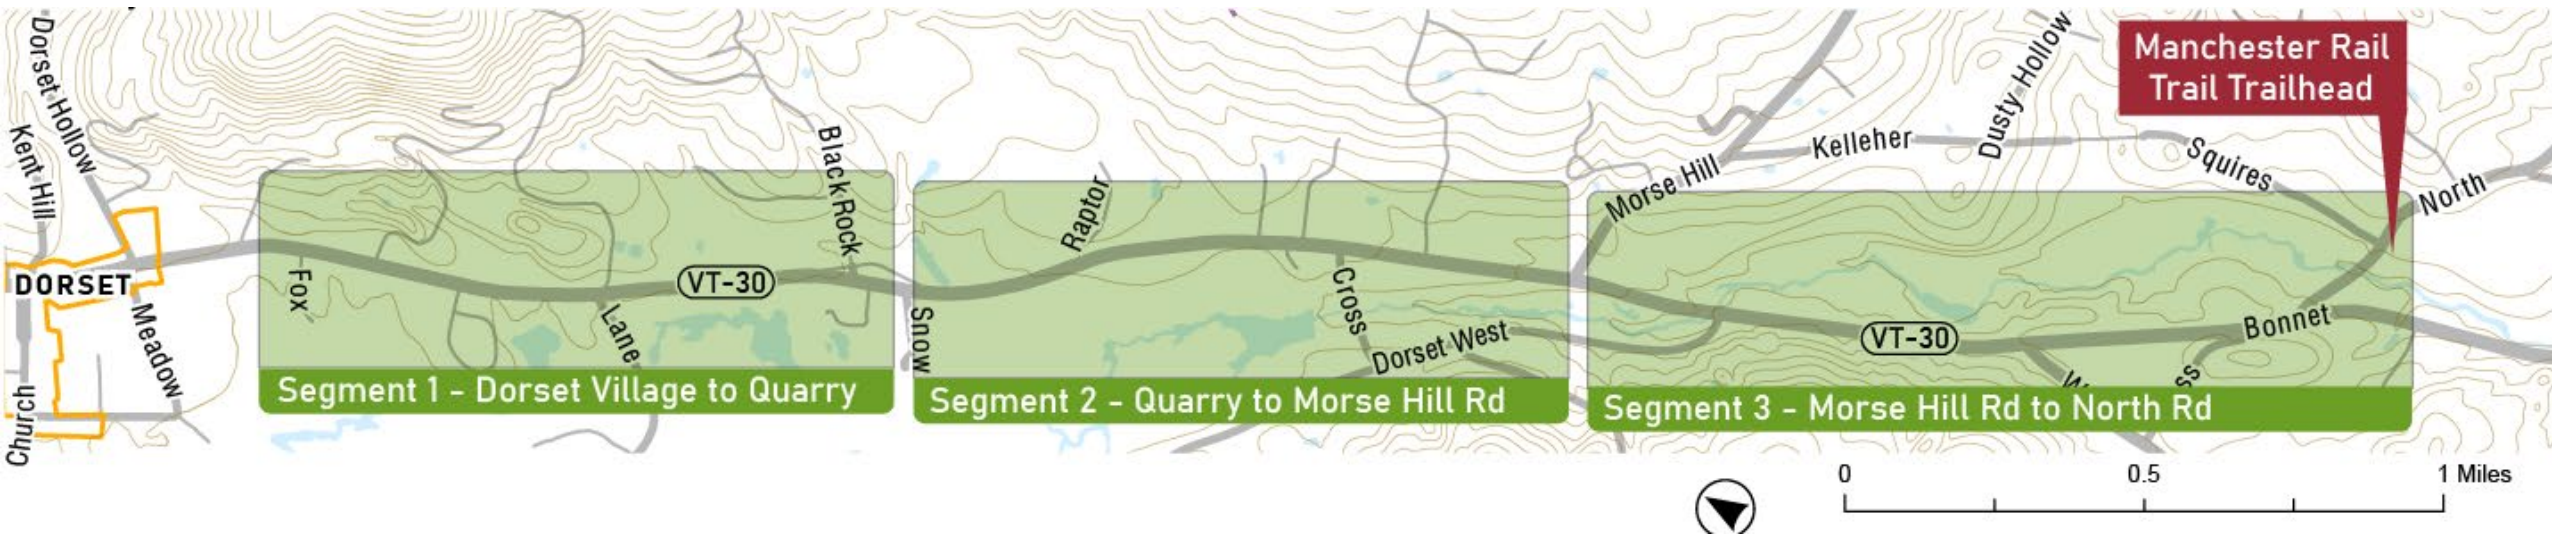 Dorset Hollow
Kent Hill
DORSET
Meadow
Church
Fox
Lane
VT-30
Black Rock
Segment 1 - Dorset Village to Quarry
Snow
Raptor
Cross
Dorset West
Segment 2 - Quarry to Morse Hill Rd
Morse Hill
Kelleher
Dusty Hollow
Squires
Manchester Rail
Trail Trailhead
North
VT-30
Bonnet
W
ss
Segment 3 - Morse Hill Rd to North Rd
0 0.5 1 Miles